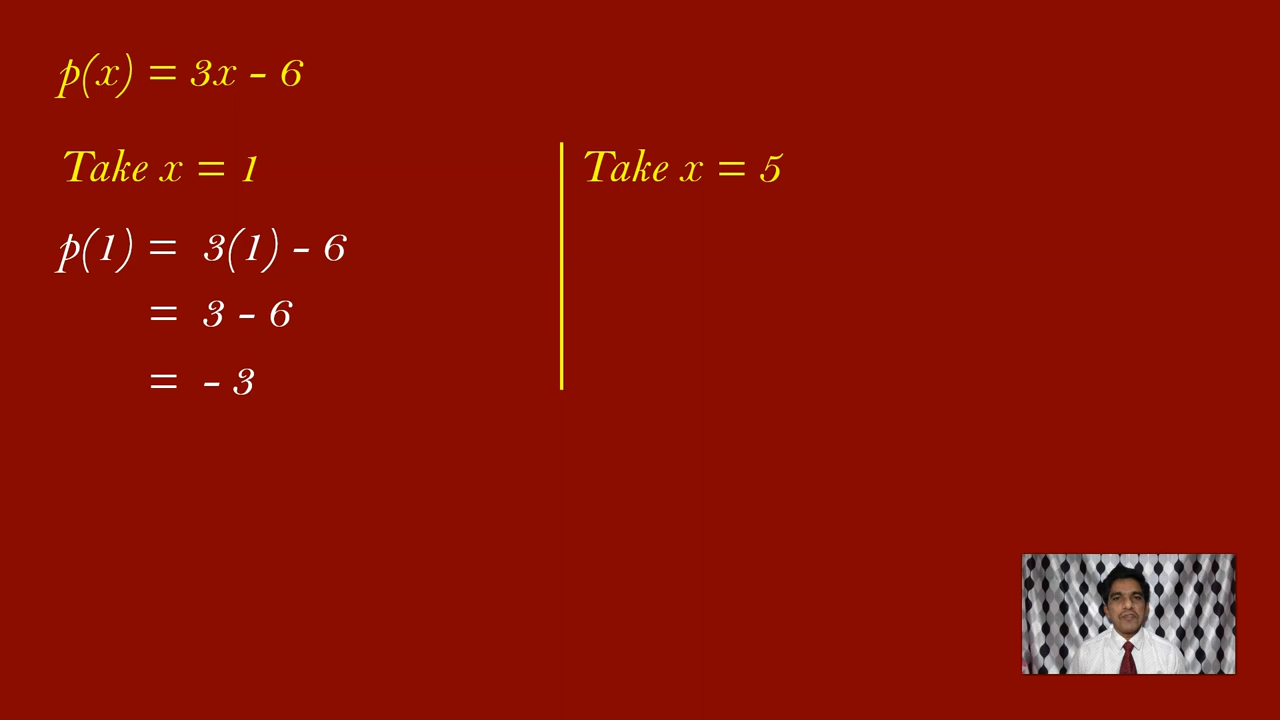 p(x) = 3x - 6
Take x = 1
p(1) = 3(1) - 6
= 3 - 6
= - 3
Take x = 5